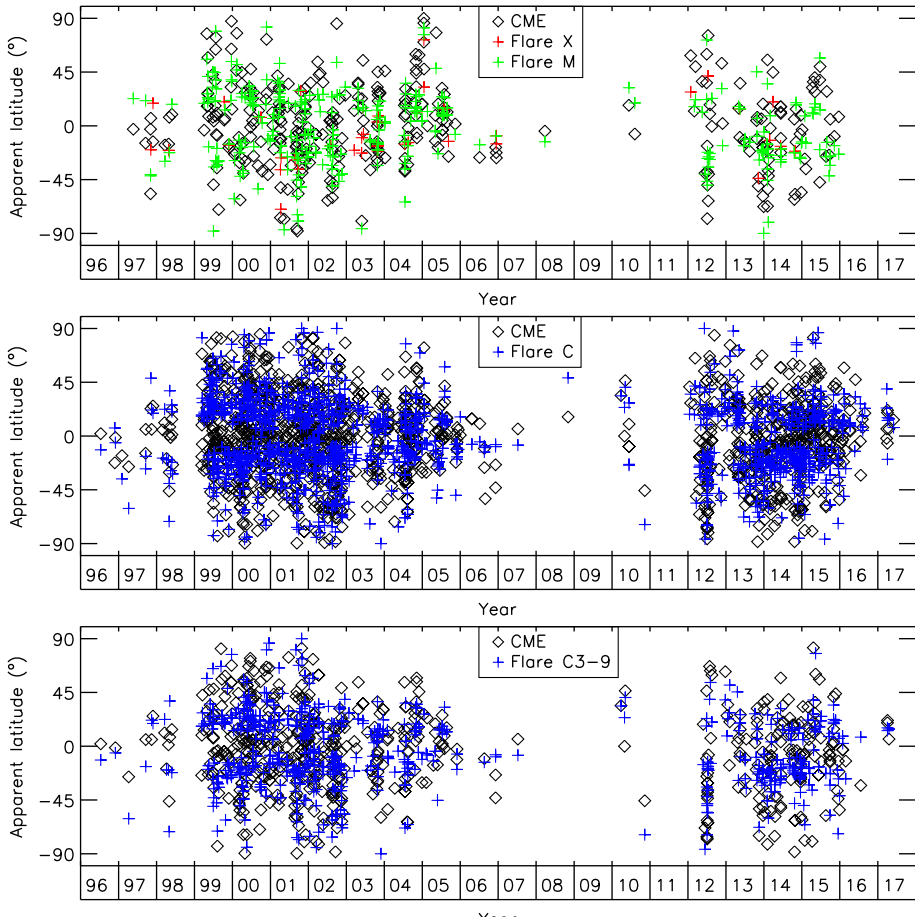 90
45
0
−45
−90
Apparent latitude (°)
CME
Flare X
Flare M
96 97 98 99 00 01 02 03 04 05 06 07 08 09 10 11 12 13 14 15 16 17
Year
90
45
0
−45
−90
Apparent latitude (°)
CME
Flare C
96 97 98 99 00 01 02 03 04 05 06 07 08 09 10 11 12 13 14 15 16 17
Year
90
45
0
−45
−90
Apparent latitude (°)
CME
Flare C3−9
96 97 98 99 00 01 02 03 04 05 06 07 08 09 10 11 12 13 14 15 16 17
Year